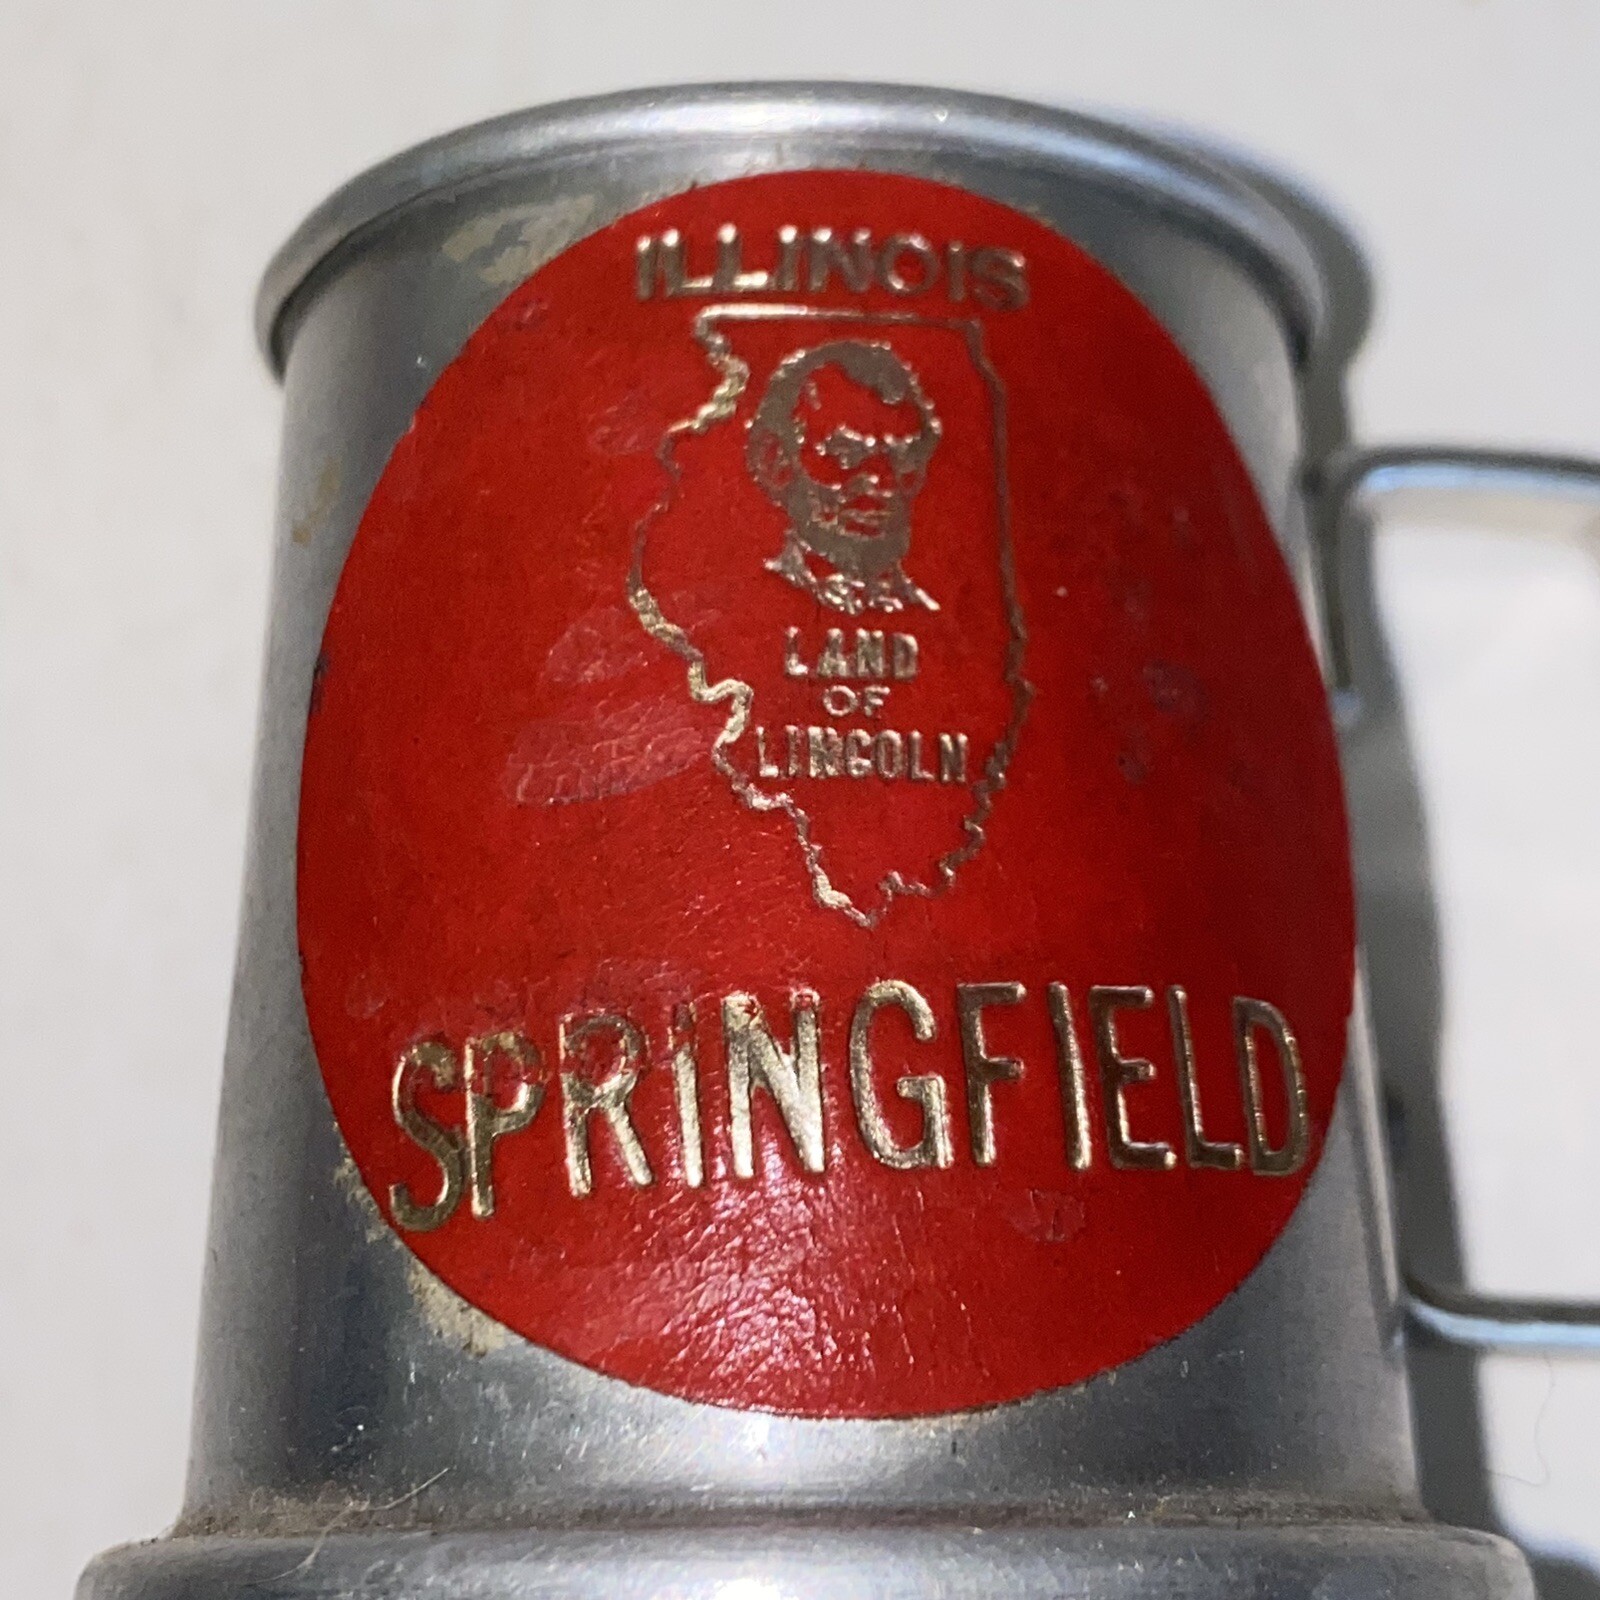 ILLINOIS
LAND
OF
LINCOLN
SPRINGFIELD